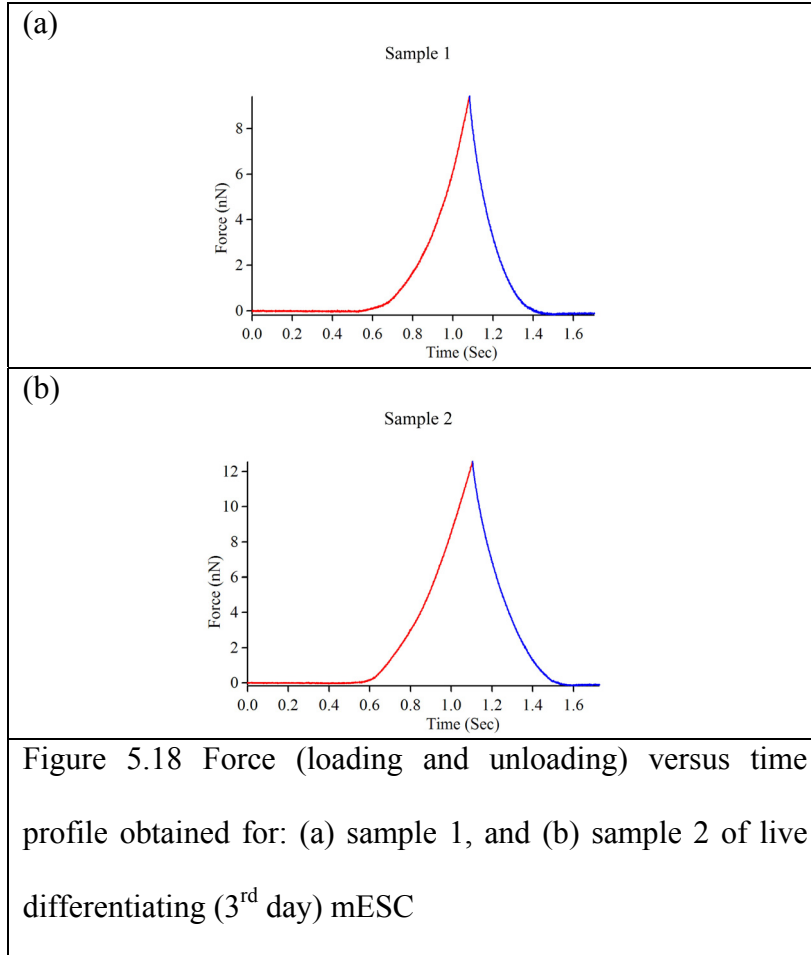 (a)
Sample 1
8
6
4
2
0
Force (nN)
0.0 0.2 0.4 0.6 0.8 1.0 1.2 1.4 1.6
Time (Sec)
(b)
Sample 2
12
10
8
6
4
2
0
Force (nN)
0.0 0.2 0.4 0.6 0.8 1.0 1.2 1.4 1.6
Time (Sec)
Figure 5.18 Force (loading and unloading) versus time
profile obtained for: (a) sample 1, and (b) sample 2 of live
differentiating (3rd day) mESC